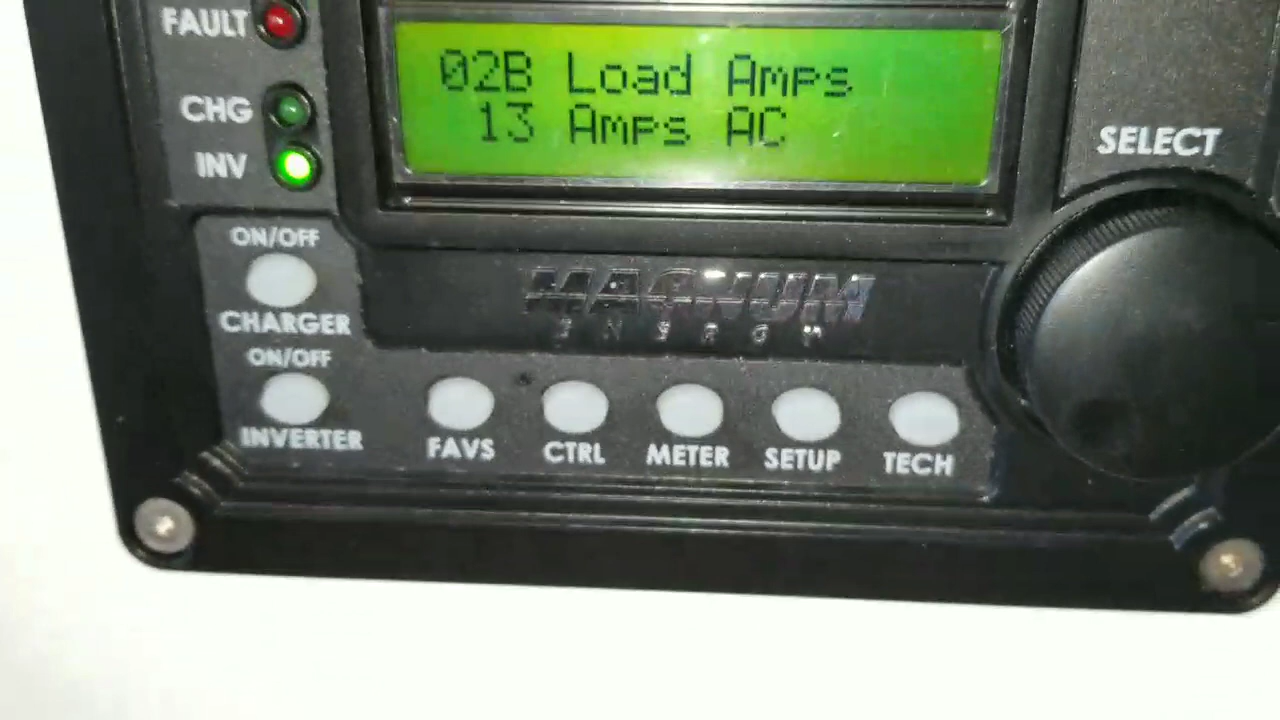 FAULT
02B Load Amps
13 Amps AC
CHG
INV
SELECT
ON/OFF
CHARGER
MAGNUM
ENERGY
ON/OFF
INVERTER
FAVS
CTRL
METER
SETUP
TECH